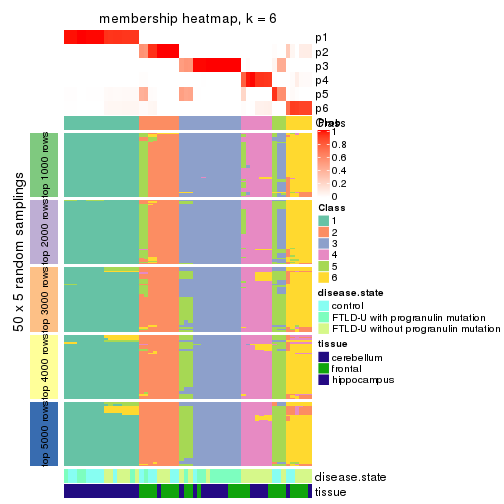 membership heatmap, k = 6
p1
p2
p3
p4
p5
p6
Class
Prob
1
0.8
0.6
0.4
0.2
0
Class
1
2
3
4
5
6
disease.state
control
FTLD-U with progranulin mutation
FTLD-U without progranulin mutation
tissue
cerebellum
frontal
hippocampus
50 x 5 random samplings
top 1000 rows
top 2000 rows
top 3000 rows
top 4000 rows
top 5000 rows
disease.state
tissue